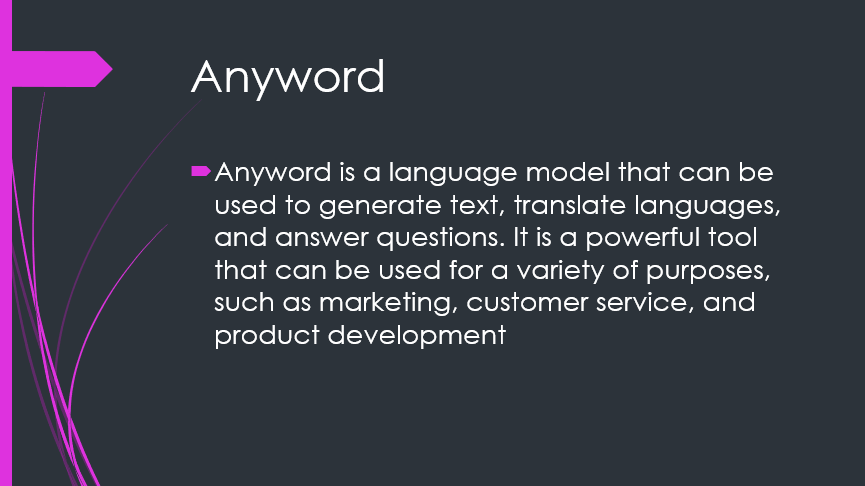 Anyword
Anyword is a language model that can be
used to generate text, translate languages,
and answer questions. It is a powerful tool
that can be used for a variety of purposes,
such as marketing, customer service, and
product development